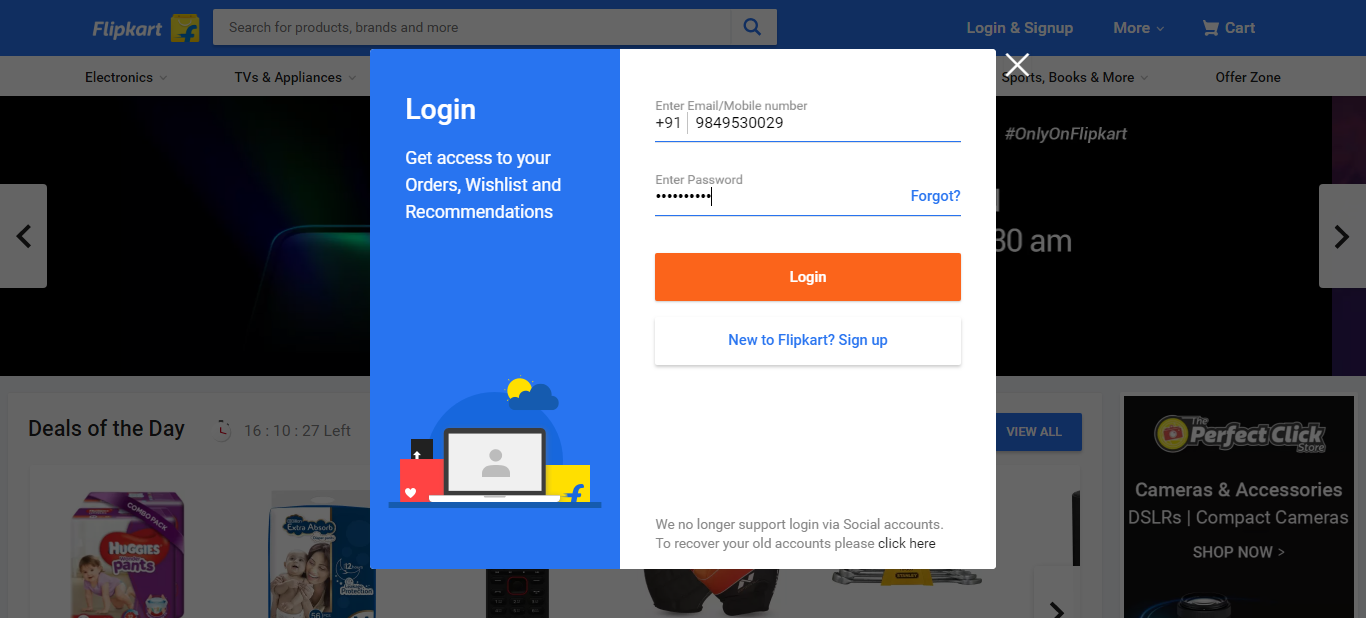 Flipkart
Search for products, brands and more
Login & Signup
More
Cart
Electronics
TVs & Appliances
Sports, Books & More
Offer Zone
Login
Get access to your
Orders, Wishlist and
Recommendations
Enter Email/Mobile number
+91 9849530029
Enter Password
••••••••••
Forgot?
Login
New to Flipkart? Sign up
We no longer support login via Social accounts.
To recover your old accounts please click here
#OnlyOnFlipkart
30 am
Deals of the Day
16 : 10 : 27 Left
VIEW ALL
COMBO PACK
HUGGIES
pants
Extra Absorb
STANLEY
The
Perfect Click
Store
Cameras & Accessories
DSLRs | Compact Cameras
SHOP NOW >